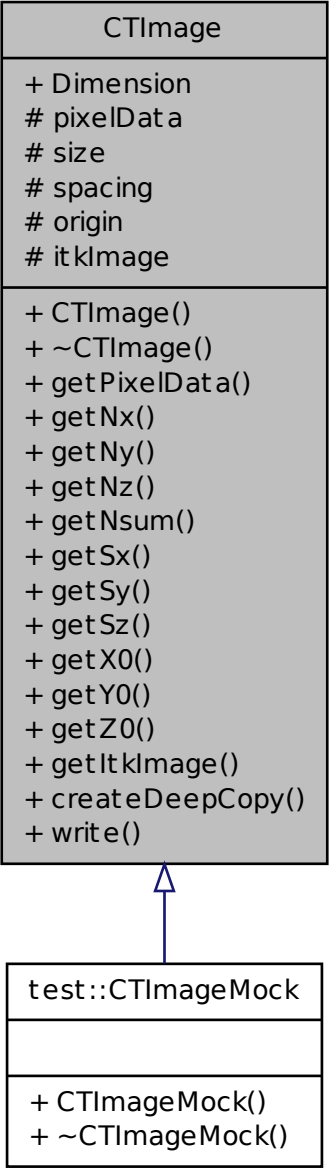 CTImage
+ Dimension
# pixelData
# size
# spacing
# origin
# itkImage
+ CTImage()
+ ~CTImage()
+ getPixelData()
+ getNx()
+ getNy()
+ getNz()
+ getNsum()
+ getSx()
+ getSy()
+ getSz()
+ getX0()
+ getY0()
+ getZ0()
+ getItkImage()
+ createDeepCopy()
+ write()
test::CTImageMock
+ CTImageMock()
+ ~CTImageMock()